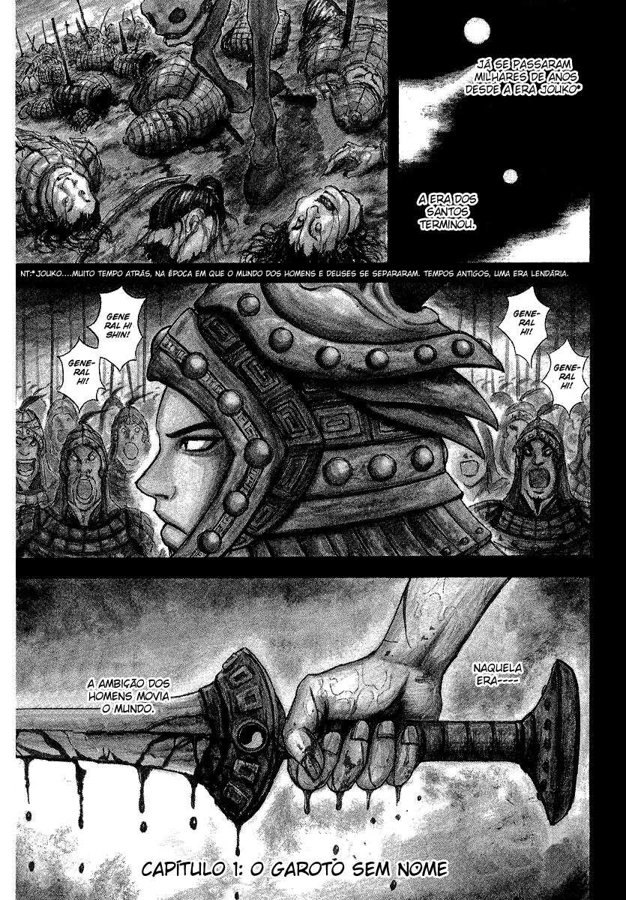 JÁ SE PASSARAM
MILHARES DE ANOS
DESDE A ERA JOUKO*
A ERA DOS
SANTOS
TERMINOU.
NT:*JOUKO....MUITO TEMPO ATRÁS, NA ÉPOCA EM QUE O MUNDO DOS HOMENS E DEUSES SE SEPARARAM. TEMPOS ANTIGOS, UMA ERA LENDÁRIA.
GENE-
RAL
HI!
GENE-
RAL
HI!
GENE
RAL HI
SHIN!
GENE-
RAL
HI!
NAQUELA
ERA----
A AMBIÇÃO DOS
HOMENS MOVIA
O MUNDO.
CAPÍTULO 1: O GAROTO SEM NOME